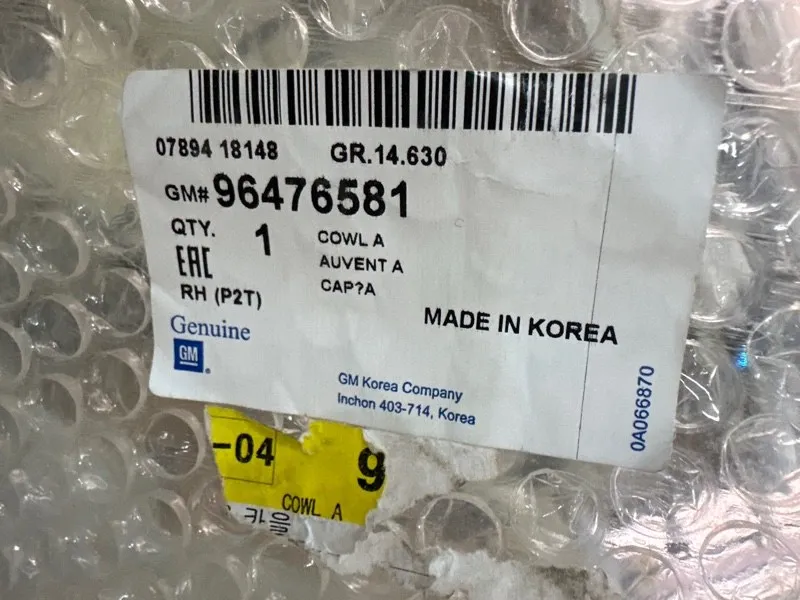 07894 18148 GR.14.630
GM# 96476581
QTY. 1 COWL A
EAC AUVENT A
RH (P2T) CAP?A
MADE IN KOREA
Genuine
GM
GM Korea Company
Inchon 403-714, Korea
0A066870
-04 9
COWL A